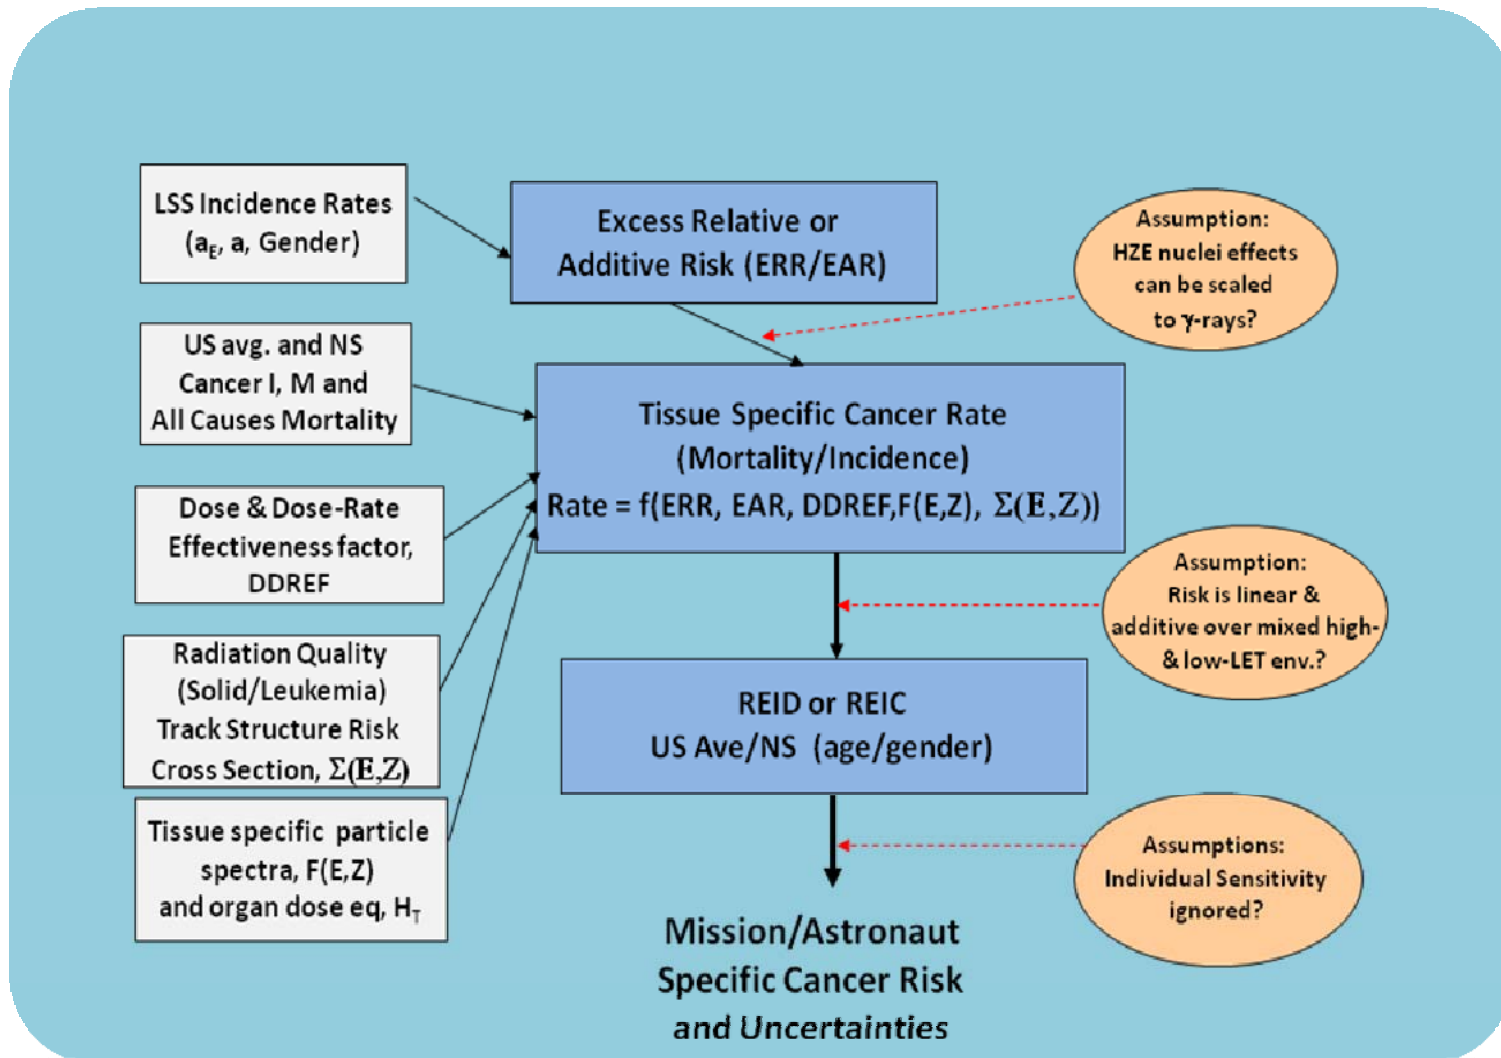 LSS Incidence Rates
(aE, a, Gender)
Excess Relative or
Additive Risk (ERR/EAR)
Assumption:
HZE nuclei effects
can be scaled
to γ-rays?
US avg. and NS
Cancer I, M and
All Causes Mortality
Tissue Specific Cancer Rate
(Mortality/Incidence)
Rate = f(ERR, EAR, DDREF,F(E,Z), Σ(E,Z))
Dose & Dose-Rate
Effectiveness factor,
DDREF
Assumption:
Risk is linear &
additive over mixed high-
& low-LET env.?
Radiation Quality
(Solid/Leukemia)
Track Structure Risk
Cross Section, Σ(E,Z)
REID or REIC
US Ave/NS (age/gender)
Tissue specific particle
spectra, F(E,Z)
and organ dose eq, HT
Assumptions:
Individual Sensitivity
ignored?
Mission/Astronaut
Specific Cancer Risk
and Uncertainties